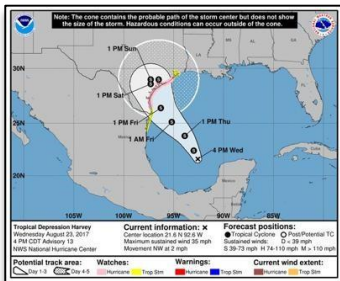 Note: The cone contains the probable path of the storm center but does not show
the size of the storm. Hazardous conditions can occur outside of the cone.
1 PM Sun
1 PM Sat
1 PM Fri
1 AM Fri
1 PM Thu
4 PM Wed
30N
25N
20N
105W
100W
95W
90W
85W
Tropical Depression Harvey
Wednesday August 23, 2017
4 PM CDT Advisory 13
NWS National Hurricane Center
Current information: x
Center location 21.6 N 92.6 W
Maximum sustained wind 35 mph
Movement NW at 2 mph
Forecast positions:
Tropical Cyclone Post/Potential TC
Sustained winds: D < 39 mph
S 39-73 mph H 74-110 mph M > 110 mph
Potential track area:
Day 1-3 Day 4-5
Watches:
Hurricane Trop Stm
Warnings:
Hurricane Trop Stm
Current wind extent:
Hurricane Trop Stm